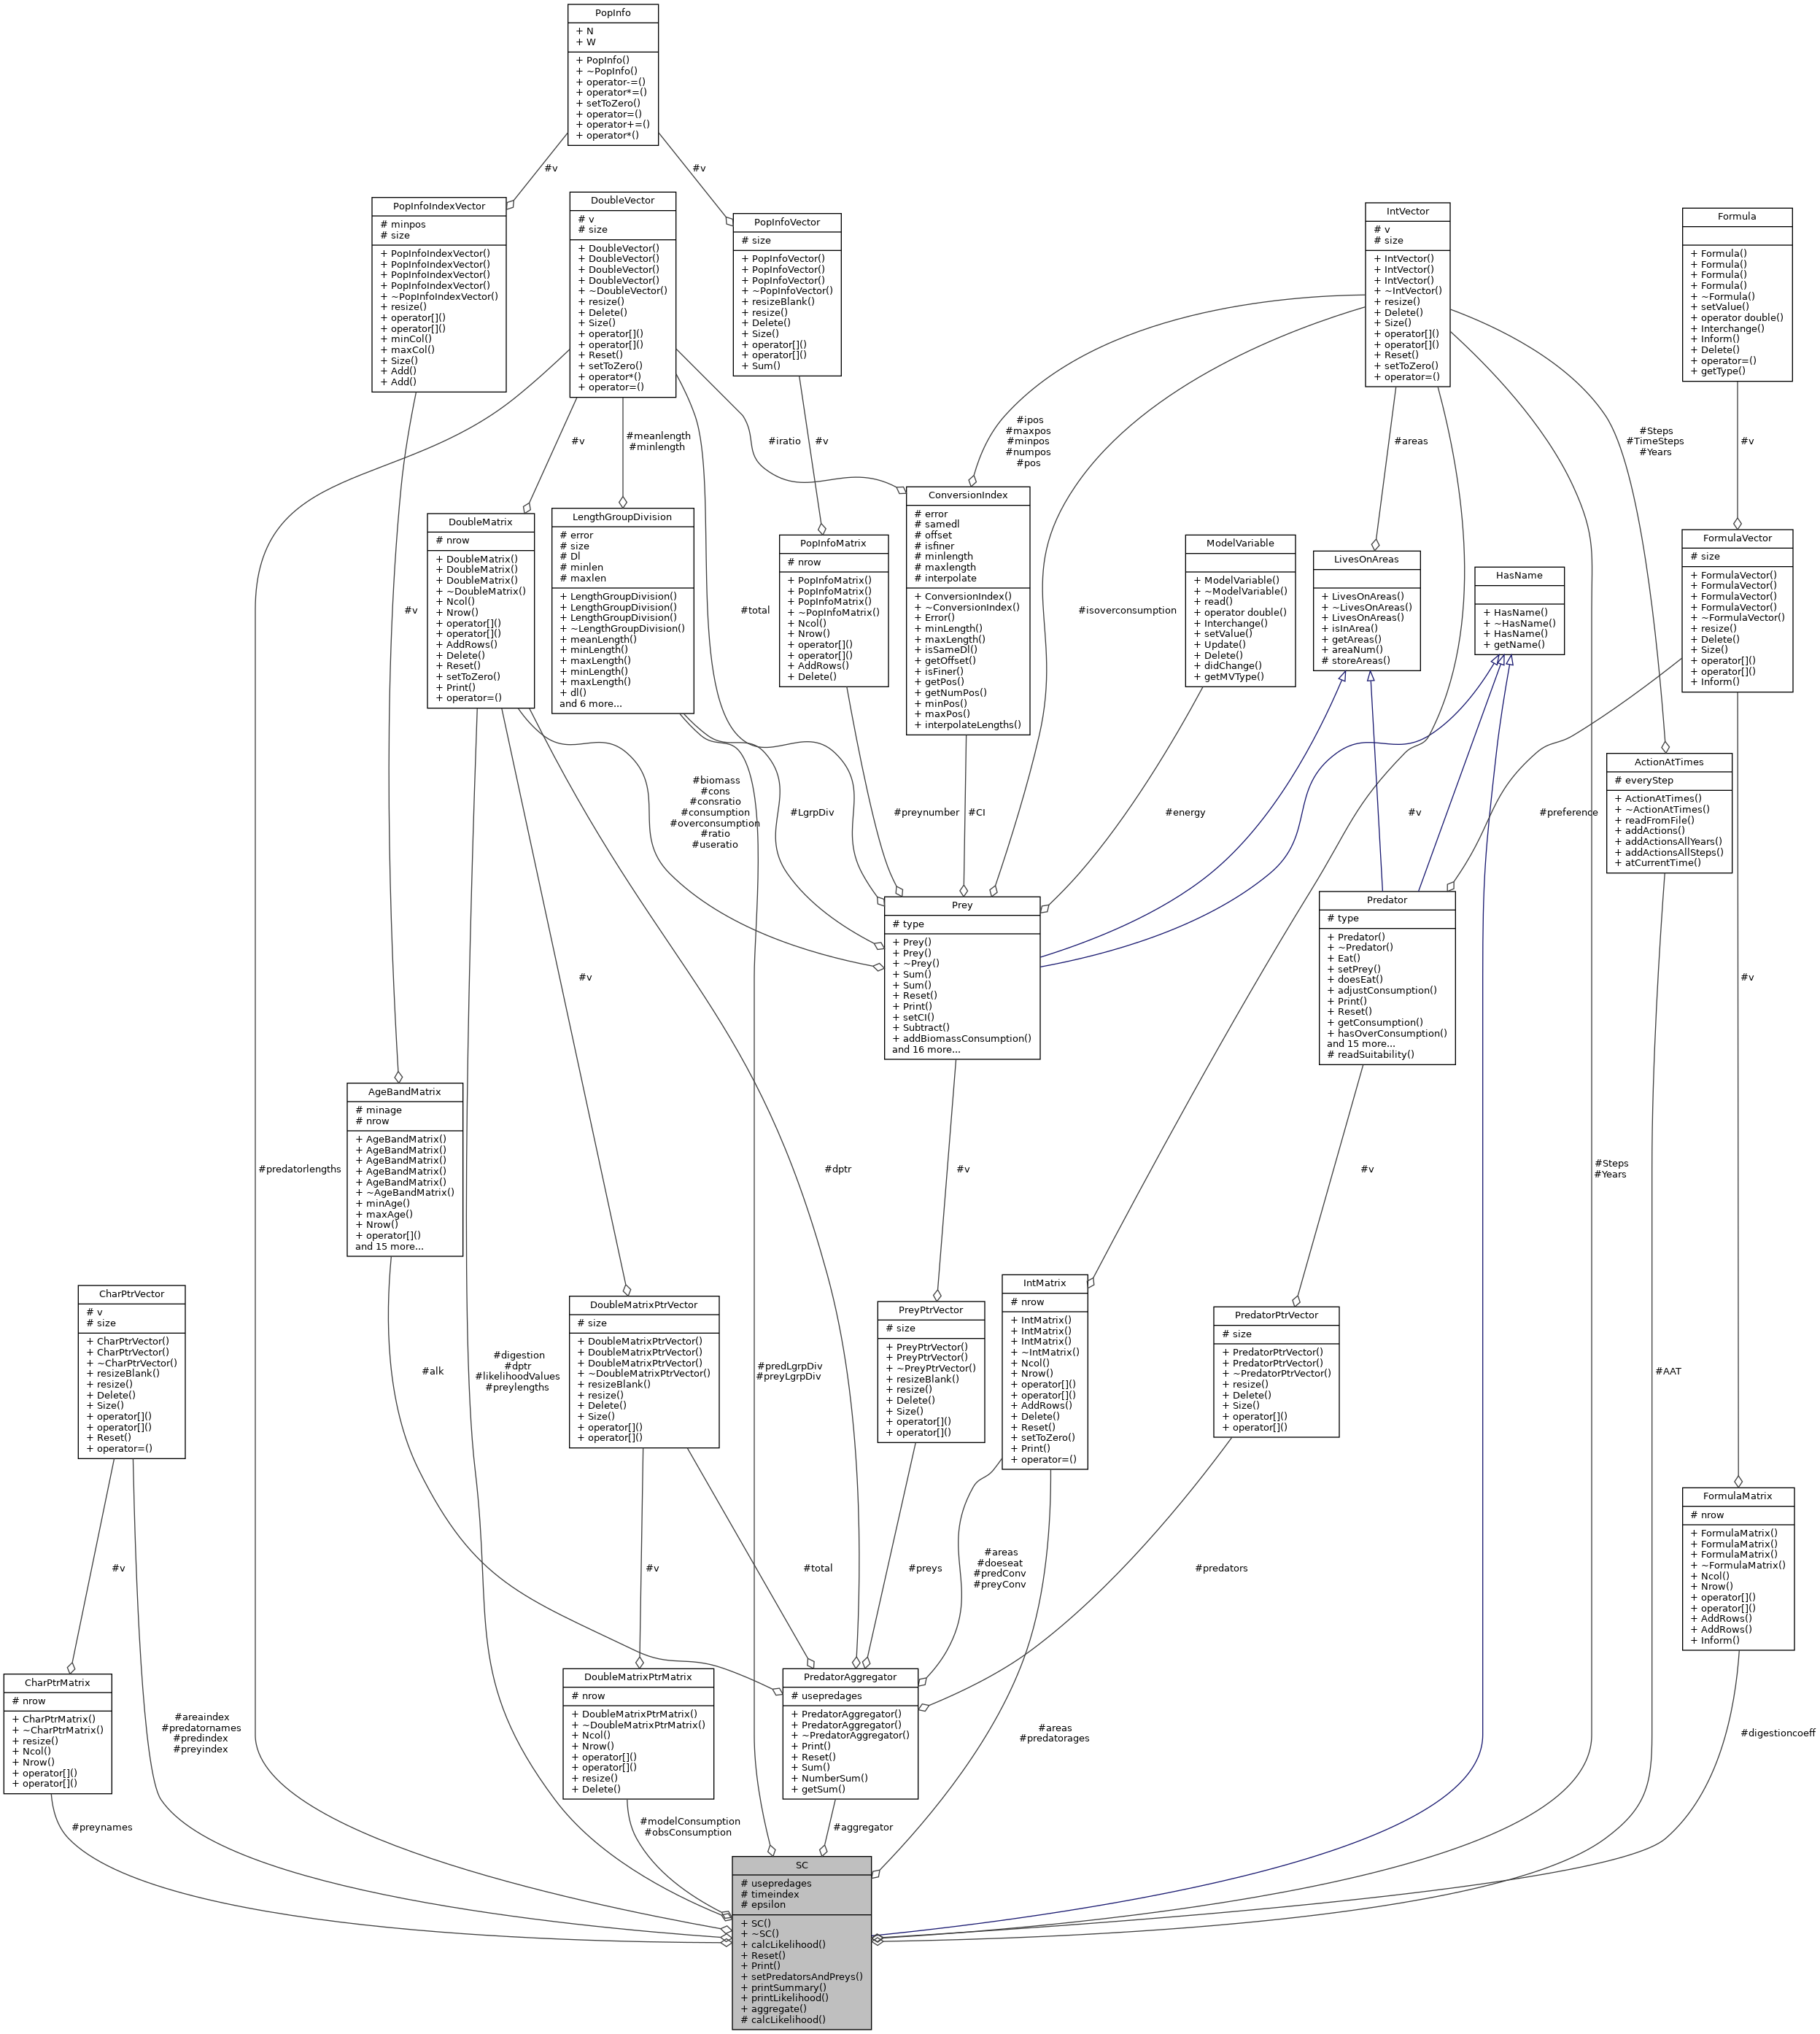 PopInfo
+ N
+ W
+ PopInfo()
+ ~PopInfo()
+ operator-=()
+ operator*=()
+ setToZero()
+ operator=()
+ operator+=()
+ operator*()
#v
#v
PopInfoIndexVector
# minpos
# size
+ PopInfoIndexVector()
+ PopInfoIndexVector()
+ PopInfoIndexVector()
+ PopInfoIndexVector()
+ ~PopInfoIndexVector()
+ resize()
+ operator[]()
+ operator[]()
+ minCol()
+ maxCol()
+ Size()
+ Add()
+ Add()
DoubleVector
# v
# size
+ DoubleVector()
+ DoubleVector()
+ DoubleVector()
+ DoubleVector()
+ ~DoubleVector()
+ resize()
+ Delete()
+ Size()
+ operator[]()
+ operator[]()
+ Reset()
+ setToZero()
+ operator*()
+ operator=()
PopInfoVector
# size
+ PopInfoVector()
+ PopInfoVector()
+ PopInfoVector()
+ ~PopInfoVector()
+ resizeBlank()
+ resize()
+ Delete()
+ Size()
+ operator[]()
+ operator[]()
+ Sum()
IntVector
# v
# size
+ IntVector()
+ IntVector()
+ IntVector()
+ ~IntVector()
+ resize()
+ Delete()
+ Size()
+ operator[]()
+ operator[]()
+ Reset()
+ setToZero()
+ operator=()
Formula
+ Formula()
+ Formula()
+ Formula()
+ Formula()
+ ~Formula()
+ setValue()
+ operator double()
+ Interchange()
+ Inform()
+ Delete()
+ operator=()
+ getType()
#v
#meanlength
#minlength
#iratio
#v
#ipos
#maxpos
#minpos
#numpos
#pos
#areas
#Steps
#TimeSteps
#Years
#v
DoubleMatrix
# nrow
+ DoubleMatrix()
+ DoubleMatrix()
+ DoubleMatrix()
+ ~DoubleMatrix()
+ Ncol()
+ Nrow()
+ operator[]()
+ operator[]()
+ AddRows()
+ Delete()
+ Reset()
+ setToZero()
+ Print()
+ operator=()
LengthGroupDivision
# error
# size
# Dl
# minlen
# maxlen
+ LengthGroupDivision()
+ LengthGroupDivision()
+ LengthGroupDivision()
+ ~LengthGroupDivision()
+ meanLength()
+ minLength()
+ maxLength()
+ minLength()
+ maxLength()
+ dl()
and 6 more...
PopInfoMatrix
# nrow
+ PopInfoMatrix()
+ PopInfoMatrix()
+ PopInfoMatrix()
+ ~PopInfoMatrix()
+ Ncol()
+ Nrow()
+ operator[]()
+ operator[]()
+ AddRows()
+ Delete()
ConversionIndex
# error
# samedl
# offset
# isfiner
# minlength
# maxlength
# interpolate
+ ConversionIndex()
+ ~ConversionIndex()
+ Error()
+ minLength()
+ maxLength()
+ isSameDl()
+ getOffset()
+ isFiner()
+ getPos()
+ getNumPos()
+ minPos()
+ maxPos()
+ interpolateLengths()
ModelVariable
+ ModelVariable()
+ ~ModelVariable()
+ read()
+ operator double()
+ Interchange()
+ setValue()
+ Update()
+ Delete()
+ didChange()
+ getMVType()
LivesOnAreas
+ LivesOnAreas()
+ ~LivesOnAreas()
+ LivesOnAreas()
+ isInArea()
+ getAreas()
+ areaNum()
# storeAreas()
HasName
+ HasName()
+ ~HasName()
+ HasName()
+ getName()
FormulaVector
# size
+ FormulaVector()
+ FormulaVector()
+ FormulaVector()
+ FormulaVector()
+ ~FormulaVector()
+ resize()
+ Delete()
+ Size()
+ operator[]()
+ operator[]()
+ Inform()
#v
#total
#isoverconsumption
#biomass
#cons
#consratio
#consumption
#overconsumption
#ratio
#useratio
#LgrpDiv
#preynumber
#CI
#energy
#v
#preference
ActionAtTimes
# everyStep
+ ActionAtTimes()
+ ~ActionAtTimes()
+ readFromFile()
+ addActions()
+ addActionsAllYears()
+ addActionsAllSteps()
+ atCurrentTime()
Prey
# type
+ Prey()
+ Prey()
+ ~Prey()
+ Sum()
+ Sum()
+ Reset()
+ Print()
+ setCI()
+ Subtract()
+ addBiomassConsumption()
and 16 more...
Predator
# type
+ Predator()
+ ~Predator()
+ Eat()
+ setPrey()
+ doesEat()
+ adjustConsumption()
+ Print()
+ Reset()
+ getConsumption()
+ hasOverConsumption()
and 15 more...
# readSuitability()
#v
#v
AgeBandMatrix
# minage
# nrow
+ AgeBandMatrix()
+ AgeBandMatrix()
+ AgeBandMatrix()
+ AgeBandMatrix()
+ AgeBandMatrix()
+ ~AgeBandMatrix()
+ minAge()
+ maxAge()
+ Nrow()
+ operator[]()
and 15 more...
#predatorlengths
#dptr
#v
#v
#Steps
#Years
CharPtrVector
# v
# size
+ CharPtrVector()
+ CharPtrVector()
+ ~CharPtrVector()
+ resizeBlank()
+ resize()
+ Delete()
+ Size()
+ operator[]()
+ operator[]()
+ Reset()
+ operator=()
#alk
#digestion
#dptr
#likelihoodValues
#preylengths
DoubleMatrixPtrVector
# size
+ DoubleMatrixPtrVector()
+ DoubleMatrixPtrVector()
+ DoubleMatrixPtrVector()
+ ~DoubleMatrixPtrVector()
+ resizeBlank()
+ resize()
+ Delete()
+ Size()
+ operator[]()
+ operator[]()
#predLgrpDiv
#preyLgrpDiv
PreyPtrVector
# size
+ PreyPtrVector()
+ PreyPtrVector()
+ ~PreyPtrVector()
+ resizeBlank()
+ resize()
+ Delete()
+ Size()
+ operator[]()
+ operator[]()
IntMatrix
# nrow
+ IntMatrix()
+ IntMatrix()
+ IntMatrix()
+ ~IntMatrix()
+ Ncol()
+ Nrow()
+ operator[]()
+ operator[]()
+ AddRows()
+ Delete()
+ Reset()
+ setToZero()
+ Print()
+ operator=()
PredatorPtrVector
# size
+ PredatorPtrVector()
+ PredatorPtrVector()
+ ~PredatorPtrVector()
+ resize()
+ Delete()
+ Size()
+ operator[]()
+ operator[]()
#AAT
FormulaMatrix
# nrow
+ FormulaMatrix()
+ FormulaMatrix()
+ FormulaMatrix()
+ ~FormulaMatrix()
+ Ncol()
+ Nrow()
+ operator[]()
+ operator[]()
+ AddRows()
+ AddRows()
+ Inform()
#v
#v
#total
#preys
#areas
#doeseat
#predConv
#preyConv
#predators
CharPtrMatrix
# nrow
+ CharPtrMatrix()
+ ~CharPtrMatrix()
+ resize()
+ Ncol()
+ Nrow()
+ operator[]()
+ operator[]()
#areaindex
#predatornames
#predindex
#preyindex
DoubleMatrixPtrMatrix
# nrow
+ DoubleMatrixPtrMatrix()
+ ~DoubleMatrixPtrMatrix()
+ Ncol()
+ Nrow()
+ operator[]()
+ operator[]()
+ resize()
+ Delete()
PredatorAggregator
# usepredages
+ PredatorAggregator()
+ PredatorAggregator()
+ ~PredatorAggregator()
+ Print()
+ Reset()
+ Sum()
+ NumberSum()
+ getSum()
#areas
#predatorages
#digestioncoeff
#preynames
#modelConsumption
#obsConsumption
#aggregator
SC
# usepredages
# timeindex
# epsilon
+ SC()
+ ~SC()
+ calcLikelihood()
+ Reset()
+ Print()
+ setPredatorsAndPreys()
+ printSummary()
+ printLikelihood()
+ aggregate()
# calcLikelihood()